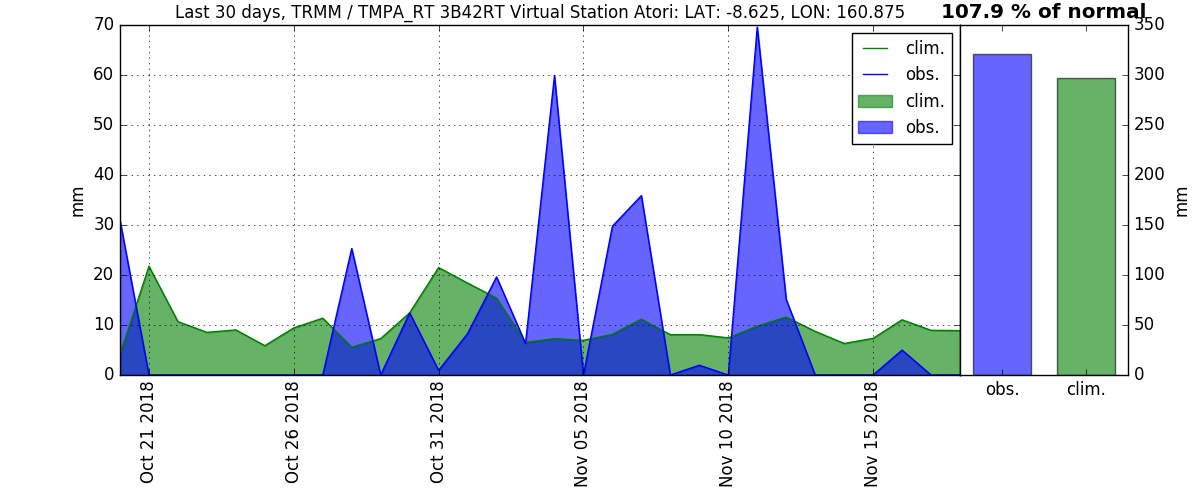 Last 30 days, TRMM / TMPA_RT 3B42RT Virtual Station Atori: LAT: -8.625, LON: 160.875
107.9 % of normal
70
60
50
40
30
20
10
0
mm
clim.
obs.
clim.
obs.
Oct 21 2018
Oct 26 2018
Oct 31 2018
Nov 05 2018
Nov 10 2018
Nov 15 2018
350
300
250
200
150
100
50
0
mm
obs.
clim.